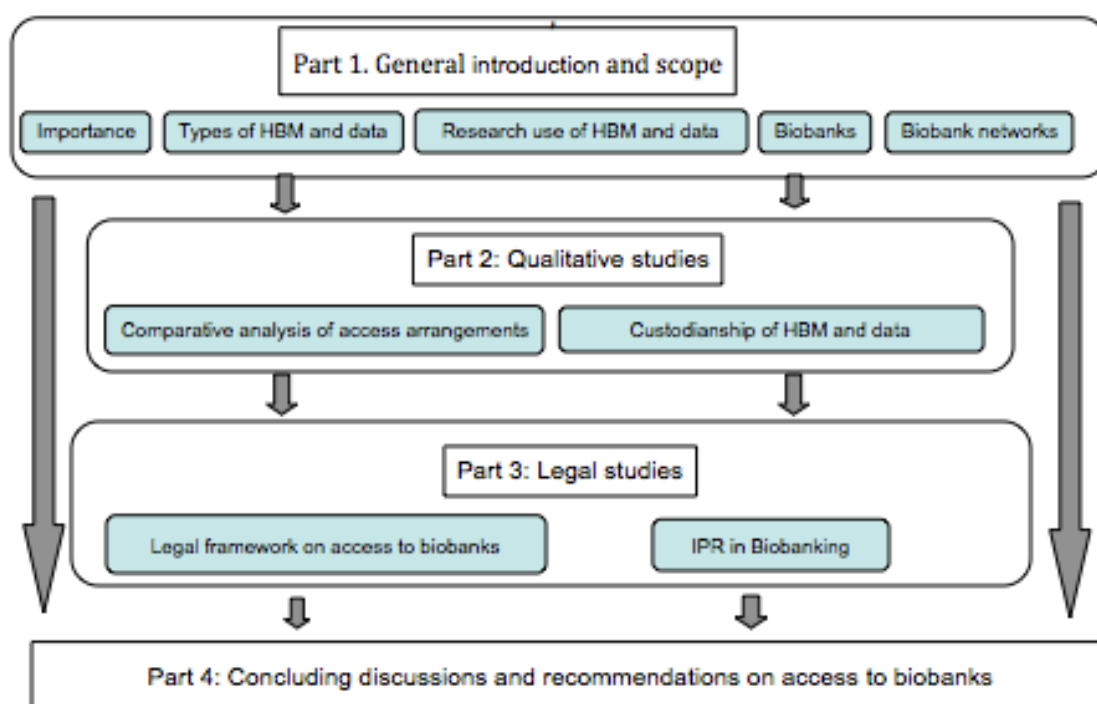 Part 1. General introduction and scope
Importance
Types of HBM and data
Research use of HBM and data
Biobanks
Biobank networks
Part 2: Qualitative studies
Comparative analysis of access arrangements
Custodianship of HBM and data
Part 3: Legal studies
Legal framework on access to biobanks
IPR in Biobanking
Part 4: Concluding discussions and recommendations on access to biobanks